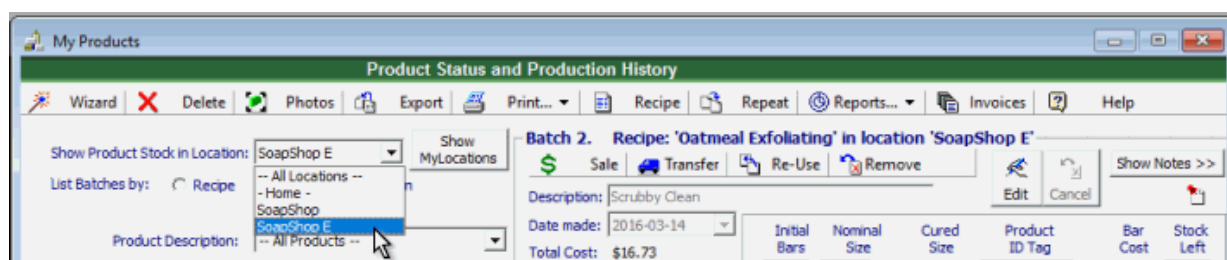 My Products
Product Status and Production History
Wizard Delete Photos Export Print... Recipe Repeat Reports... Invoices Help
Show Product Stock in Location: SoapShop E Show MyLocations
-- All Locations --
- Home -
SoapShop
SoapShop E
List Batches by: Recipe
Product Description: -- All Products --
Batch 2. Recipe: 'Oatmeal Exfoliating' in location 'SoapShop E'
$ Sale Transfer Re-Use Remove Edit Cancel Show Notes >>
Description: Scrubby Clean
Date made: 2016-03-14
Total Cost: $16.73
Initial Bars Nominal Size Cured Size Product ID Tag Bar Cost Stock Left